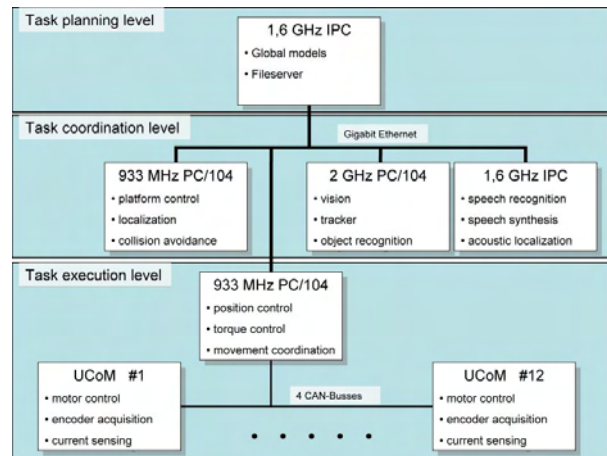 Task planning level
1,6 GHz IPC
• Global models
• Fileserver
Task coordination level
Gigabit Ethernet
933 MHz PC/104
• platform control
• localization
• collision avoidance
2 GHz PC/104
• vision
• tracker
• object recognition
1,6 GHz IPC
• speech recognition
• speech synthesis
• acoustic localization
Task execution level
933 MHz PC/104
• position control
• torque control
• movement coordination
4 CAN-Busses
UCoM #1
• motor control
• encoder acquisition
• current sensing
• • • • •
UCoM #12
• motor control
• encoder acquisition
• current sensing